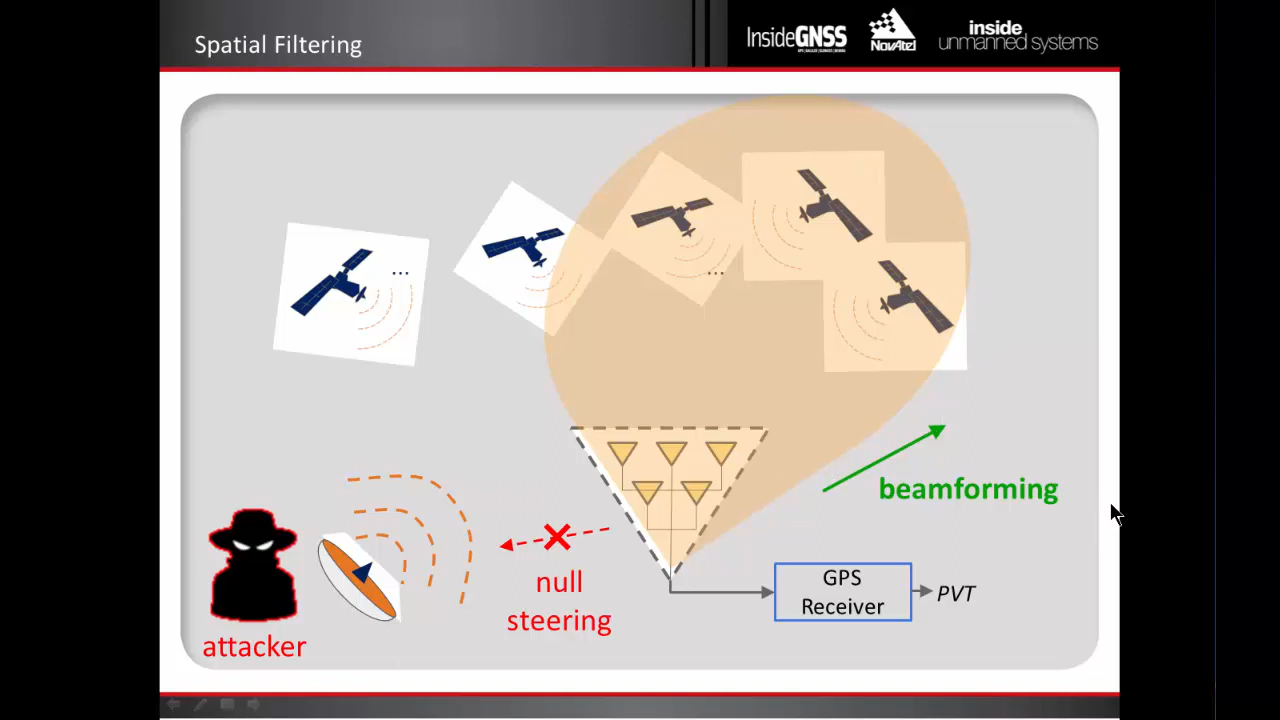 Spatial Filtering
InsideGNSS
NovAtel
inside
unmanned systems
...
...
beamforming
null
steering
attacker
GPS
Receiver
PVT